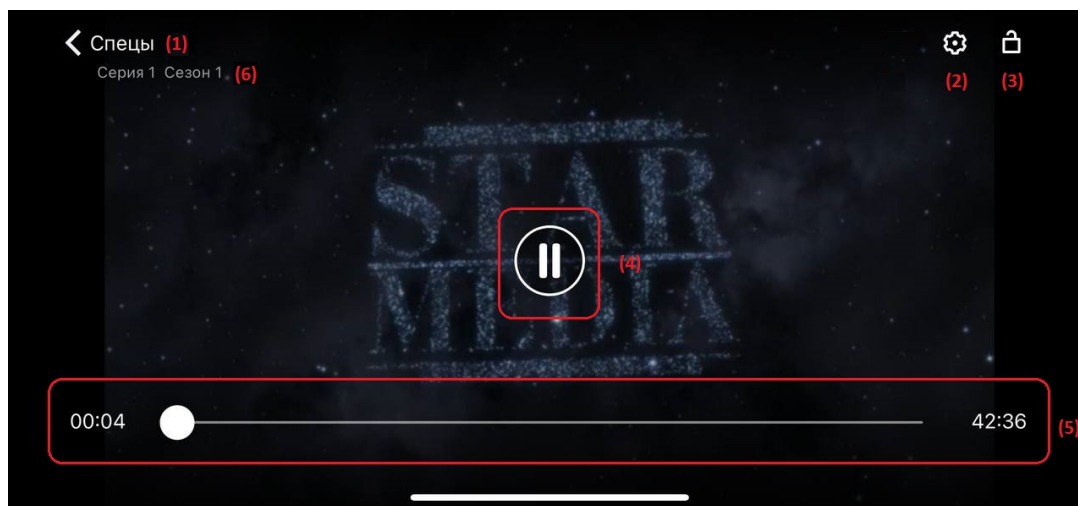 Спецы (1)
Серия 1 Сезон 1 (6)
(2) (3)
STAR
(4)
MEDIA
00:04 42:36 (5)